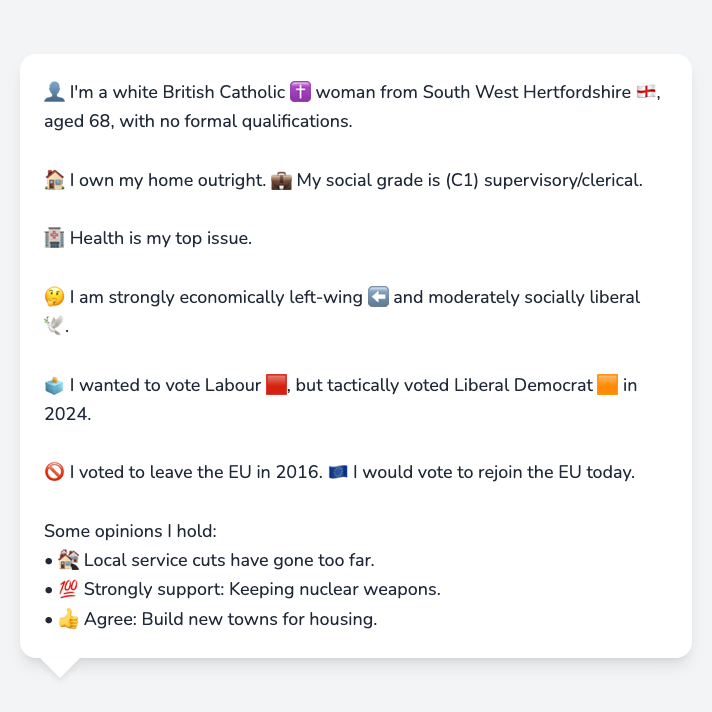 👤 I'm a white British Catholic ✝️ woman from South West Hertfordshire 🏴󠁧󠁢󠁥󠁮󠁧󠁿,
aged 68, with no formal qualifications.
🏠 I own my home outright. 💼 My social grade is (C1) supervisory/clerical.
🏥 Health is my top issue.
🤔 I am strongly economically left-wing ⬅️ and moderately socially liberal
🕊️.
🗳️ I wanted to vote Labour 🟥, but tactically voted Liberal Democrat 🟧 in
2024.
🚫 I voted to leave the EU in 2016. 🇪🇺 I would vote to rejoin the EU today.
Some opinions I hold:
• 🏚️ Local service cuts have gone too far.
• 💯 Strongly support: Keeping nuclear weapons.
• 👍 Agree: Build new towns for housing.